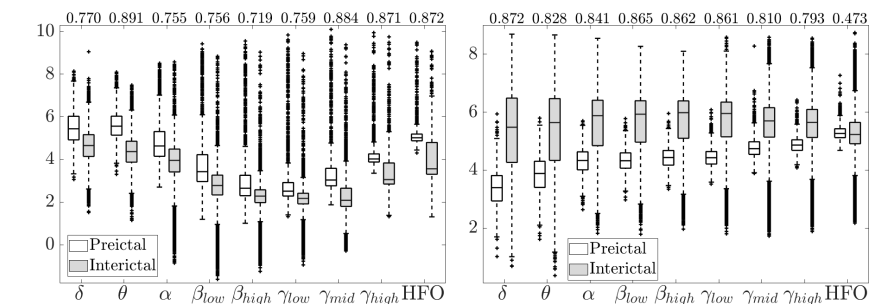 0.770 0.891 0.755 0.756 0.719 0.759 0.884 0.871 0.872
10
8
6
4
2
0
Preictal
Interictal
δ θ α β_low β_high γ_low γ_mid γ_high HFO
0.872 0.828 0.841 0.865 0.862 0.861 0.810 0.793 0.473
8
6
4
2
Preictal
Interictal
δ θ α β_low β_high γ_low γ_mid γ_high HFO